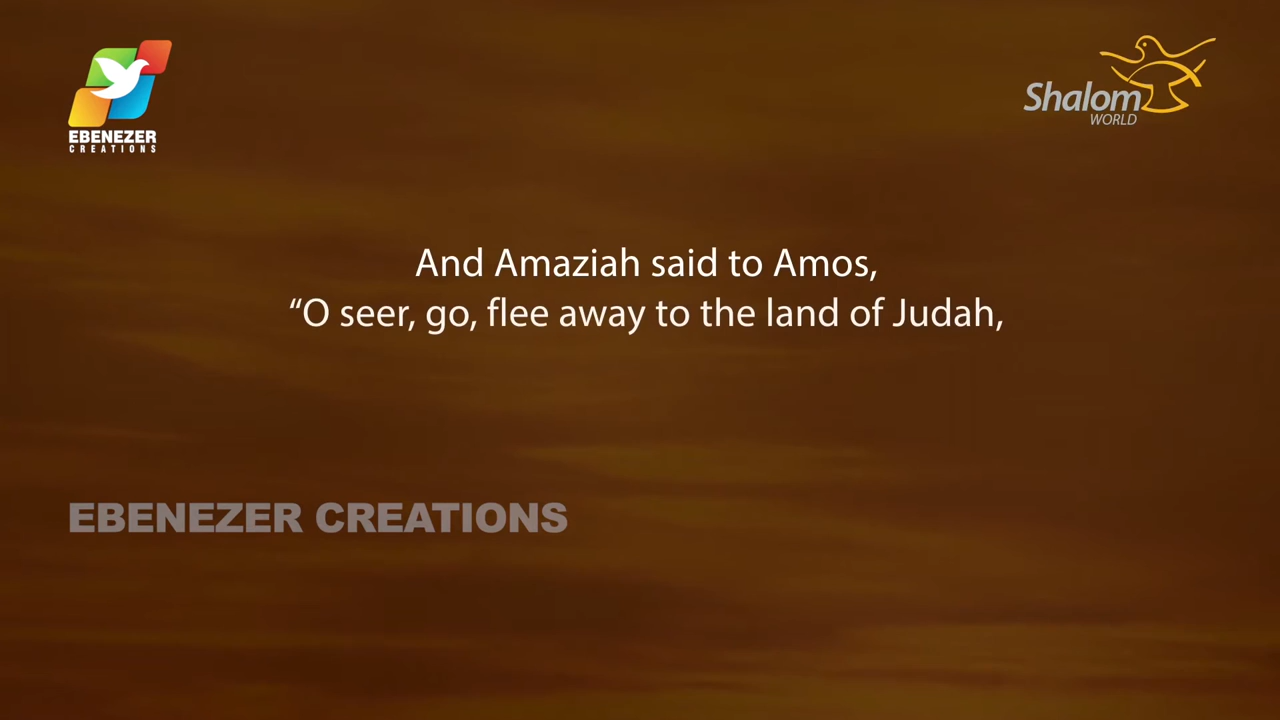 EBENEZER
CREATIONS
Shalom
WORLD
And Amaziah said to Amos,
“O seer, go, flee away to the land of Judah,
EBENEZER CREATIONS